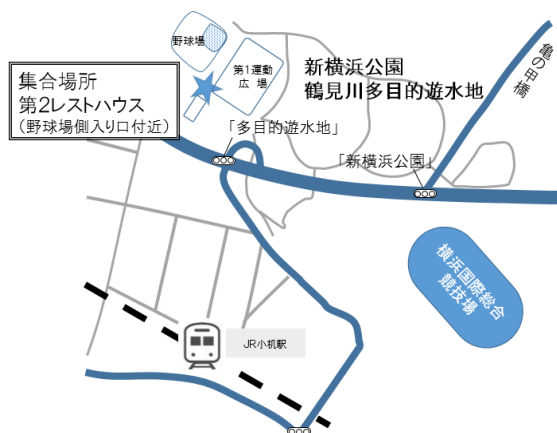 野球場
第1運動
広場
集合場所
第2レストハウス
(野球場側入り口付近)
新横浜公園
鶴見川多目的遊水地
亀の甲橋
「多目的遊水地」
「新横浜公園」
横浜国際総合
競技場
JR小机駅